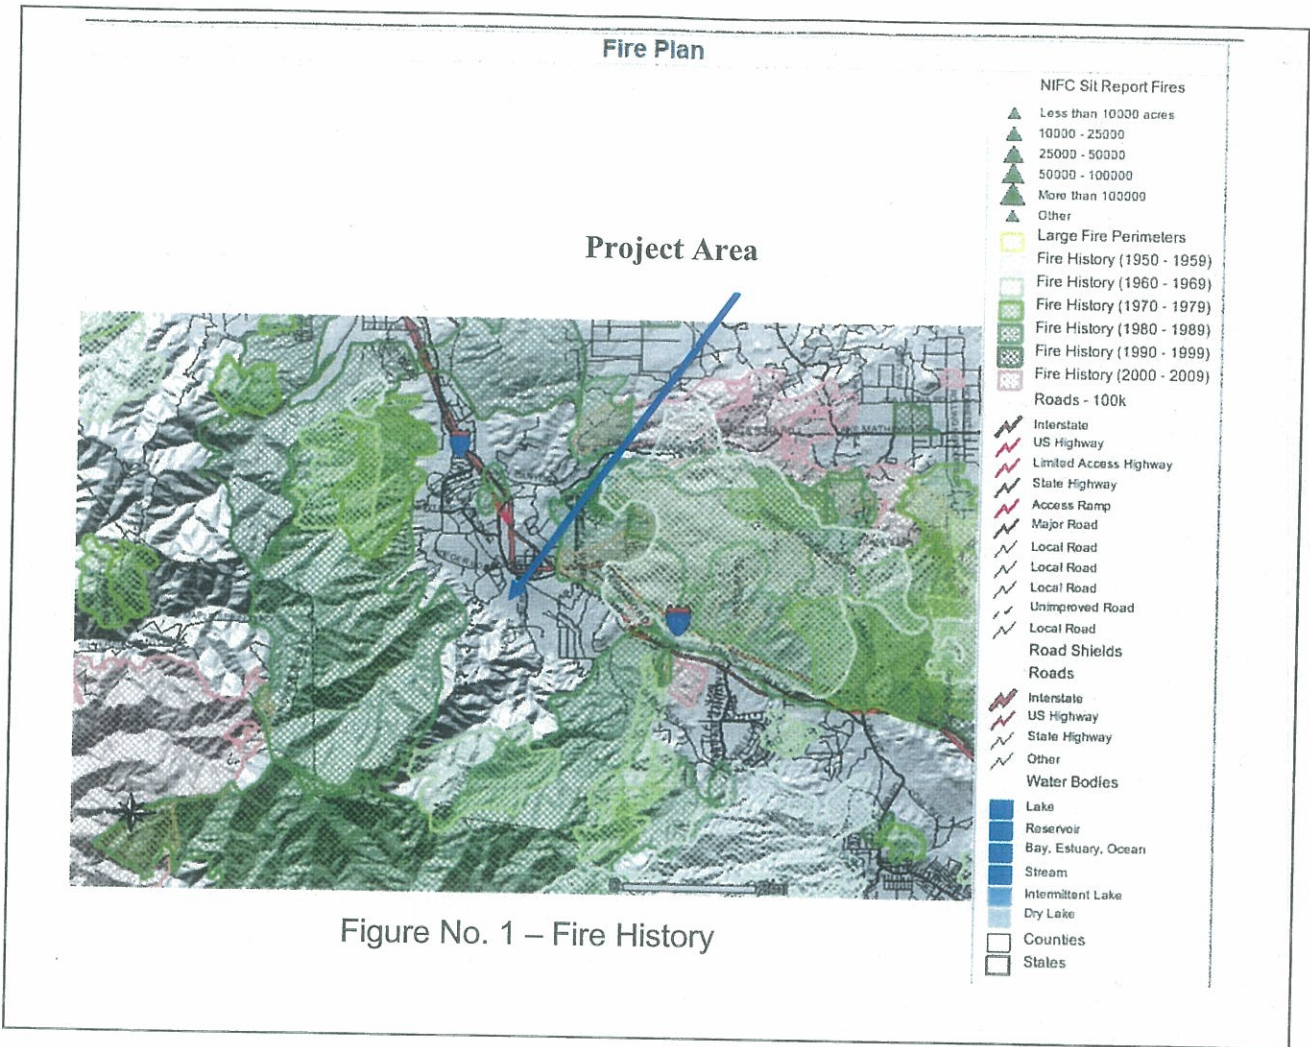 Fire Plan
NIFC Sit Report Fires
Less than 10000 acres
10000 - 25000
25000 - 50000
50000 - 100000
More than 100000
Other
Large Fire Perimeters
Fire History (1950 - 1959)
Fire History (1960 - 1969)
Fire History (1970 - 1979)
Fire History (1980 - 1989)
Fire History (1990 - 1999)
Fire History (2000 - 2009)
Roads - 100k
Interstate
US Highway
Limited Access Highway
State Highway
Access Ramp
Major Road
Local Road
Local Road
Local Road
Unimproved Road
Local Road
Road Shields
Roads
Interstate
US Highway
State Highway
Other
Water Bodies
Lake
Reservoir
Bay, Estuary, Ocean
Stream
Intermittent Lake
Dry Lake
Counties
States
Project Area
Figure No. 1 – Fire History